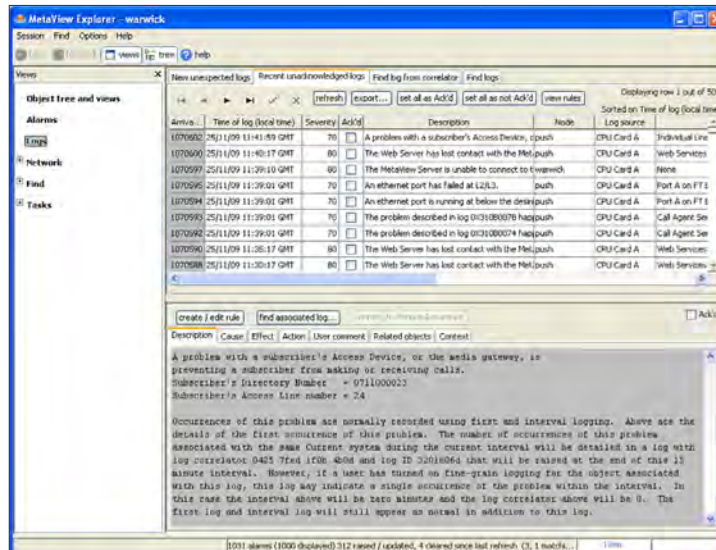 MetaView Explorer - warwick
Session Find Options Help
views tree help
Views
Object tree and views
Alarms
Logs
Network
Find
Tasks
New unexpected logs Recent unacknowledged logs Find log from correlator Find logs
refresh export... set all as Ack'd set all as not Ack'd view rules
Displaying row 1 out of 50
Sorted on Time of log (local time
Arriva... Time of log (local time) Severity Ack'd Description Node Log source
1070602 25/11/09 11:41:59 GMT 70 A problem with a subscriber's Access Device, c push CPU Card A Individual Line
1070600 25/11/09 11:40:17 GMT 80 The Web Server has lost contact with the Met push CPU Card A Web Services
1070597 25/11/09 11:39:10 GMT 60 The MetaView Server is unable to connect to t warwick CPU Card A None
1070595 25/11/09 11:39:01 GMT 70 An ethernet port has failed at L2/L3. push CPU Card A Port A on FT E
1070594 25/11/09 11:39:01 GMT An ethernet port is running at below the desir push CPU Card A Port A on FT E
1070593 25/11/09 11:39:01 GMT 70 The problem described in log happ push CPU Card A Call Agent Ser
1070592 25/11/09 11:39:01 GMT 70 The problem described in log happ push CPU Card A Call Agent Ser
1070590 25/11/09 11:35:17 GMT 80 The Web Server has lost contact with the Met push CPU Card A Web Services
1070588 25/11/09 11:30:17 GMT 80 The Web Server has lost contact with the Met push CPU Card A Web Services
create / edit rule find associated log... Ack'd
Description Cause Effect Action User comment Related objects Context
A problem with a subscriber's Access Device, or the media gateway, is
preventing a subscriber from making or receiving calls.
Subscriber's Directory Number = 0711000023
Subscriber's Access Line number = 24
Occurrences of this problem are normally recorded using first and interval logging. Above are the
details of the first occurrence of this problem. The number of occurrences of this problem
associated with the same Current system during the current interval will be detailed in a log with
log correlator 0425 7fed 1f0b 4b0d and log ID that will be raised at the end of this 15
minute interval. However, if a user has turned on fine-grain logging for the object associated
with this log, this log may indicate a single occurrence of the problem within the interval. In
this case the interval above will be zero minutes and the log correlator above will be 0. The
first log and interval log will still appear as normal in addition to this log.
1031 alarms (1000 displayed) 312 raised / updated, 4 cleared since last refresh (3, 1 matchi...